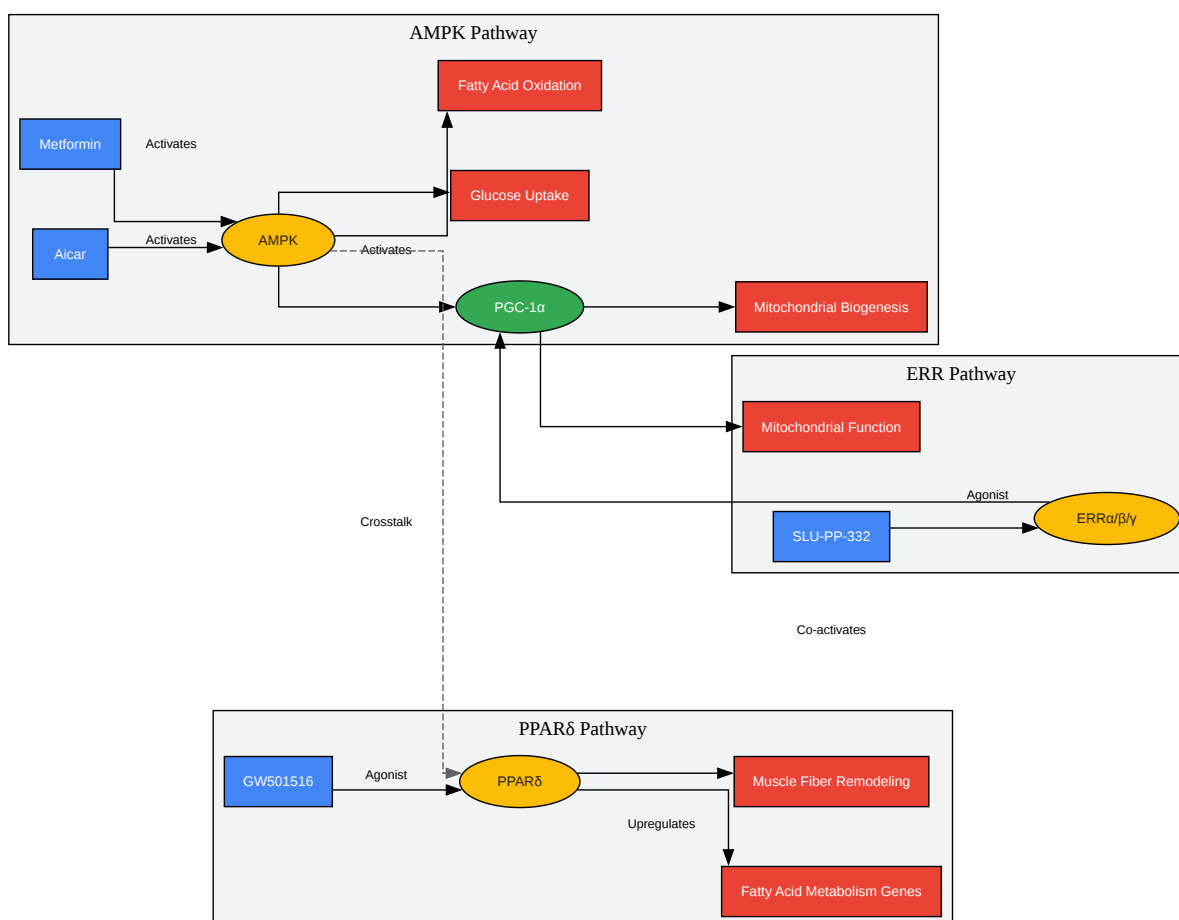 AMPK Pathway
Fatty Acid Oxidation
Metformin
Activates
Glucose Uptake
Aicar
Activates
AMPK
Activates
PGC-1α
Mitochondrial Biogenesis
ERR Pathway
Mitochondrial Function
Agonist
ERRα/β/γ
SLU-PP-332
Crosstalk
Co-activates
PPARδ Pathway
GW501516
Agonist
PPARδ
Muscle Fiber Remodeling
Upregulates
Fatty Acid Metabolism Genes